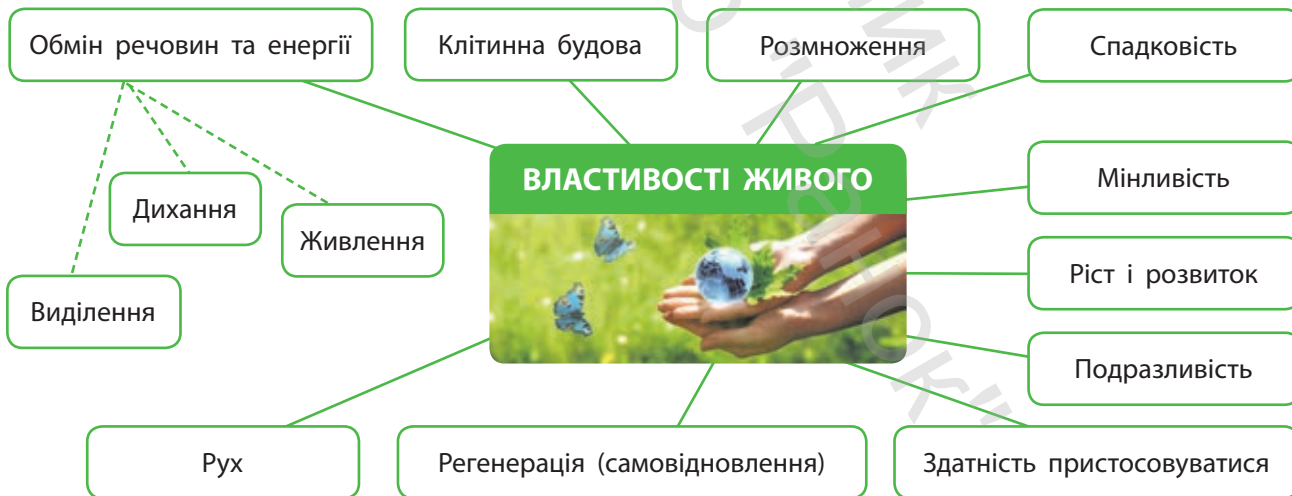 Обмін речовин та енергії
Клітинна будова
Розмноження
Спадковість
ВЛАСТИВОСТІ ЖИВОГО
Мінливість
Дихання
Живлення
Ріст і розвиток
Виділення
Подразливість
Рух
Регенерація (самовідновлення)
Здатність пристосовуватися
"Ранок"